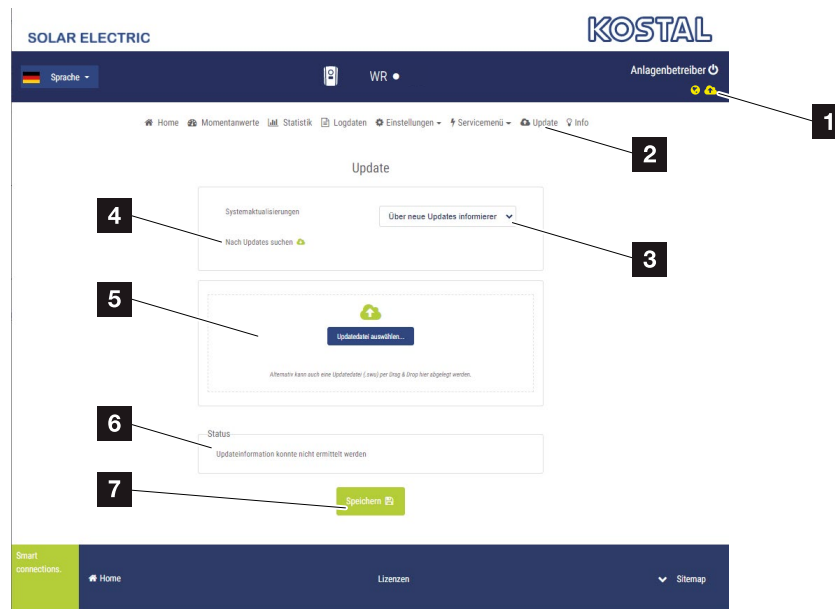 SOLAR ELECTRIC
KOSTAL
Sprache
WR
Anlagenbetreiber
1
Home Momentanwerte Statistik Logdaten Einstellungen Servicemenü Update Info
2
Update
4
Systemaktualisierungen
Über neue Updates informierer
Nach Updates suchen
3
5
Updatedatei auswählen...
Alternativ kann auch eine Updatedatei (.swu) per Drag & Drop hier abgelegt werden.
6
Status
Updateinformation konnte nicht ermittelt werden
7
Speichern
Smart
connections.
Home
Lizenzen
Sitemap